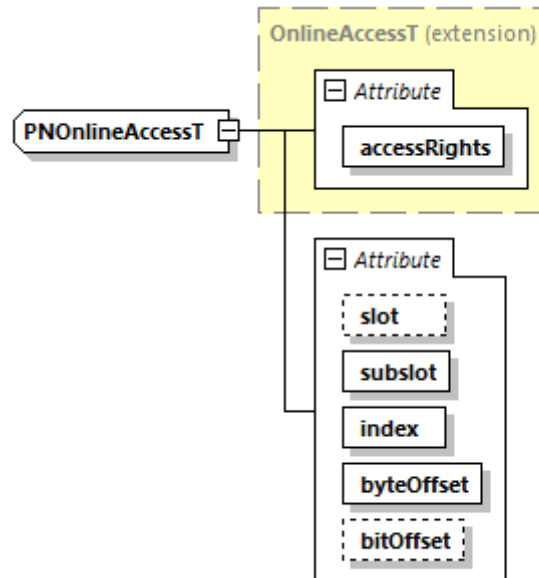 OnlineAccessT (extension)
Attribute
PNOnlineAccessT
accessRights
Attribute
slot
subslot
index
byteOffset
bitOffset